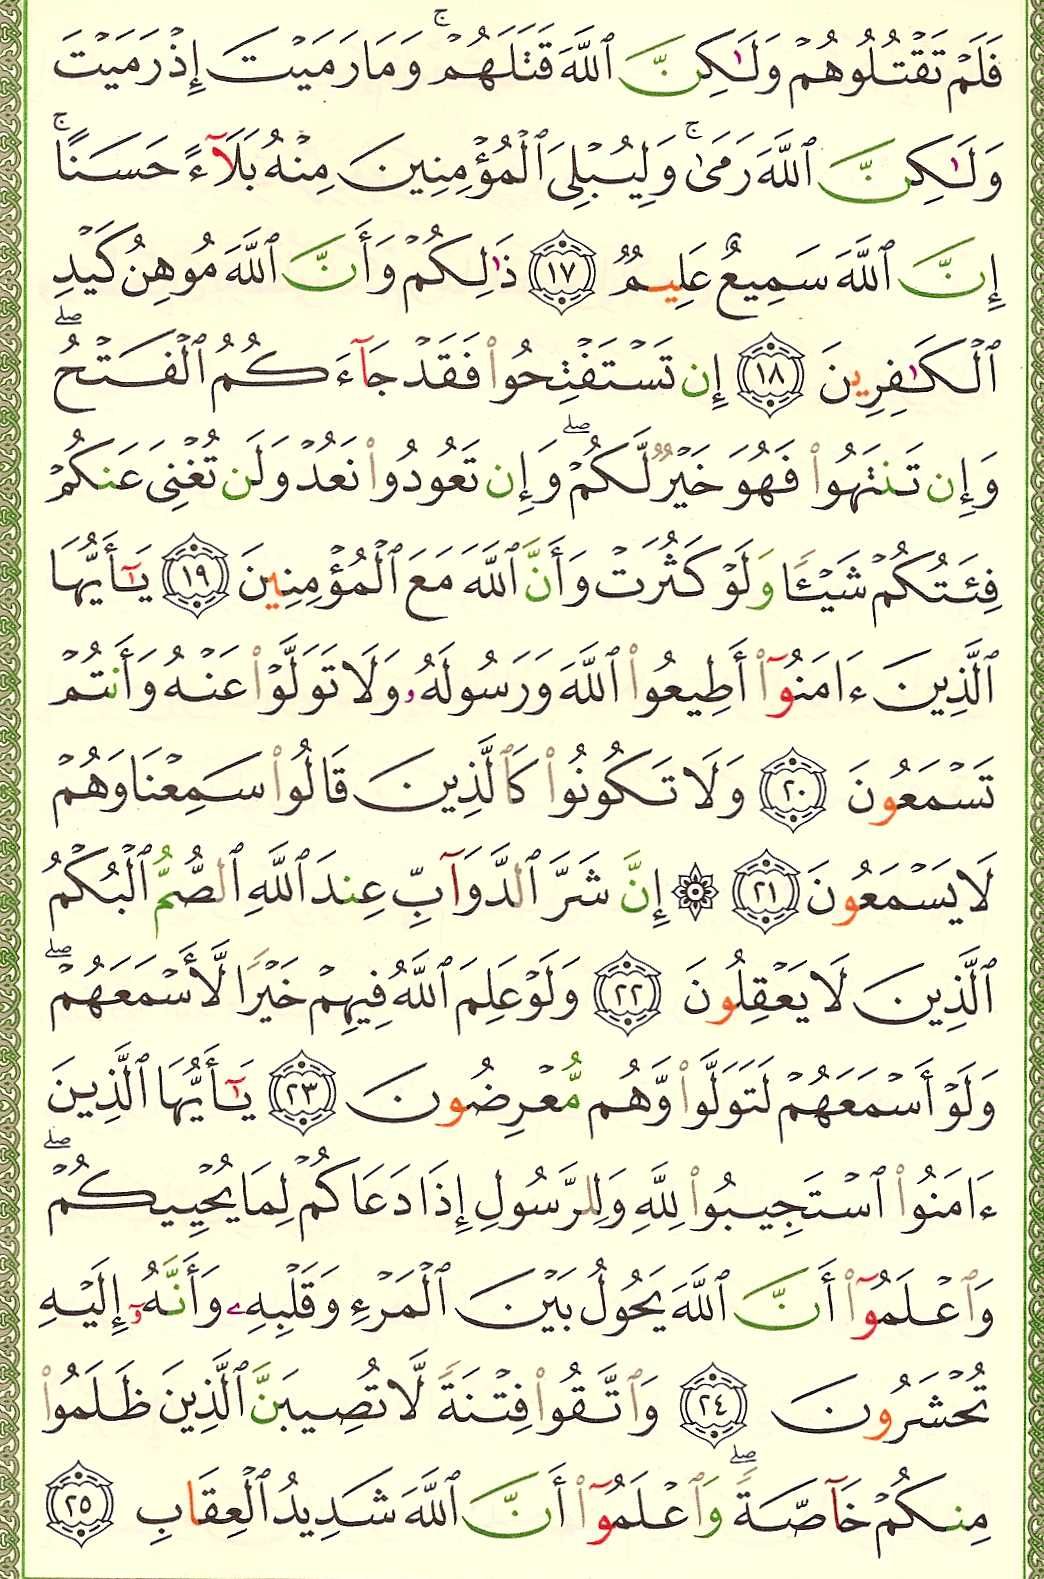 فَلَمْ تَقْتُلُوهُمْ وَلَٰكِنَّ ٱللَّهَ قَتَلَهُمْ ۚ وَمَا رَمَيْتَ إِذْ رَمَيْتَ
وَلَٰكِنَّ ٱللَّهَ رَمَىٰ ۚ وَلِيُبْلِىَ ٱلْمُؤْمِنِينَ مِنْهُ بَلَآءً حَسَنًا ۚ
إِنَّ ٱللَّهَ سَمِيعٌ عَلِيمٌ ١٧ ذَٰلِكُمْ وَأَنَّ ٱللَّهَ مُوهِنُ كَيْدِ
ٱلْكَٰفِرِينَ ١٨ إِن تَسْتَفْتِحُوا۟ فَقَدْ جَآءَكُمُ ٱلْفَتْحُ ۖ
وَإِن تَنتَهُوا۟ فَهُوَ خَيْرٌ لَّكُمْ ۖ وَإِن تَعُودُوا۟ نَعُدْ وَلَن تُغْنِىَ عَنكُمْ
فِئَتُكُمْ شَيْـًٔا وَلَوْ كَثُرَتْ وَأَنَّ ٱللَّهَ مَعَ ٱلْمُؤْمِنِينَ ١٩ يَٰٓأَيُّهَا
ٱلَّذِينَ ءَامَنُوٓا۟ أَطِيعُوا۟ ٱللَّهَ وَرَسُولَهُۥ وَلَا تَوَلَّوْا۟ عَنْهُ وَأَنتُمْ
تَسْمَعُونَ ٢٠ وَلَا تَكُونُوا۟ كَٱلَّذِينَ قَالُوا۟ سَمِعْنَا وَهُمْ
لَا يَسْمَعُونَ ٢١ ۞ إِنَّ شَرَّ ٱلدَّوَآبِّ عِندَ ٱللَّهِ ٱلصُّمُّ ٱلْبُكْمُ
ٱلَّذِينَ لَا يَعْقِلُونَ ٢٢ وَلَوْ عَلِمَ ٱللَّهُ فِيهِمْ خَيْرًا لَّأَسْمَعَهُمْ ۖ
وَلَوْ أَسْمَعَهُمْ لَتَوَلَّوا۟ وَّهُم مُّعْرِضُونَ ٢٣ يَٰٓأَيُّهَا ٱلَّذِينَ
ءَامَنُوا۟ ٱسْتَجِيبُوا۟ لِلَّهِ وَلِلرَّسُولِ إِذَا دَعَاكُمْ لِمَا يُحْيِيكُمْ ۖ
وَٱعْلَمُوٓا۟ أَنَّ ٱللَّهَ يَحُولُ بَيْنَ ٱلْمَرْءِ وَقَلْبِهِۦ وَأَنَّهُۥٓ إِلَيْهِ
تُحْشَرُونَ ٢٤ وَٱتَّقُوا۟ فِتْنَةً لَّا تُصِيبَنَّ ٱلَّذِينَ ظَلَمُوا۟
مِنكُمْ خَآصَّةً ۖ وَٱعْلَمُوٓا۟ أَنَّ ٱللَّهَ شَدِيدُ ٱلْعِقَابِ ٢٥